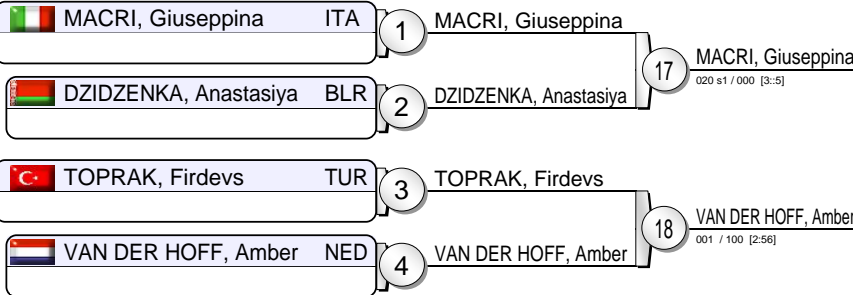 MACRI, Giuseppina ITA
1
MACRI, Giuseppina
17
MACRI, Giuseppina
020 s1 / 000 [3::5]
DZIDZENKA, Anastasiya BLR
2
DZIDZENKA, Anastasiya
TOPRAK, Firdevs TUR
3
TOPRAK, Firdevs
18
VAN DER HOFF, Amber
001 / 100 [2:56]
VAN DER HOFF, Amber NED
4
VAN DER HOFF, Amber